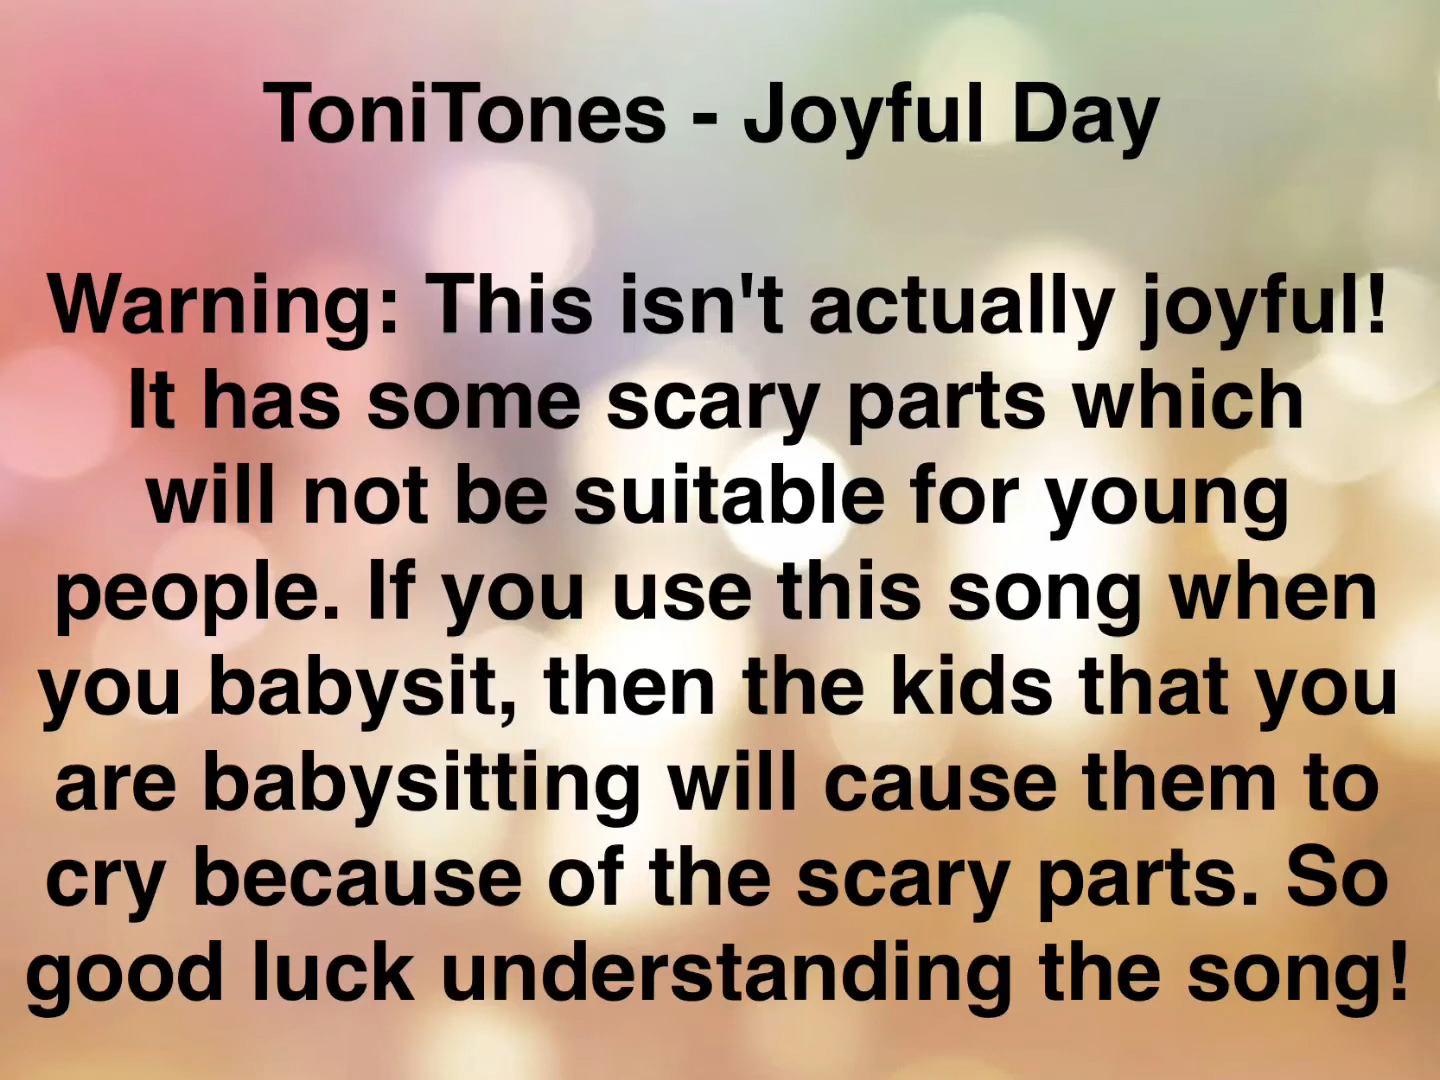 ToniTones - Joyful Day
Warning: This isn't actually joyful!
It has some scary parts which
will not be suitable for young
people. If you use this song when
you babysit, then the kids that you
are babysitting will cause them to
cry because of the scary parts. So
good luck understanding the song!